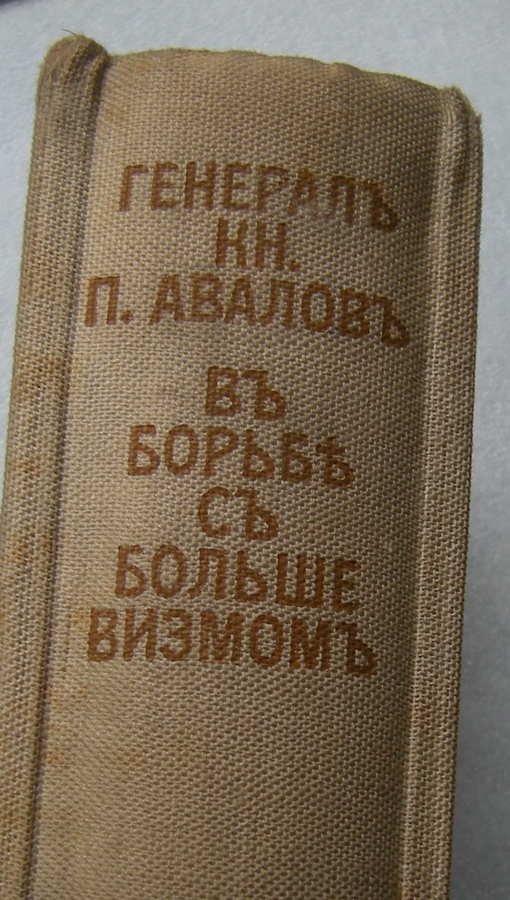 ГЕНЕРАЛЪ
КН.
П. АВАЛОВЪ
ВЪ
БОРЬБѢ
СЪ
БОЛЬШЕ
ВИЗМОМЪ